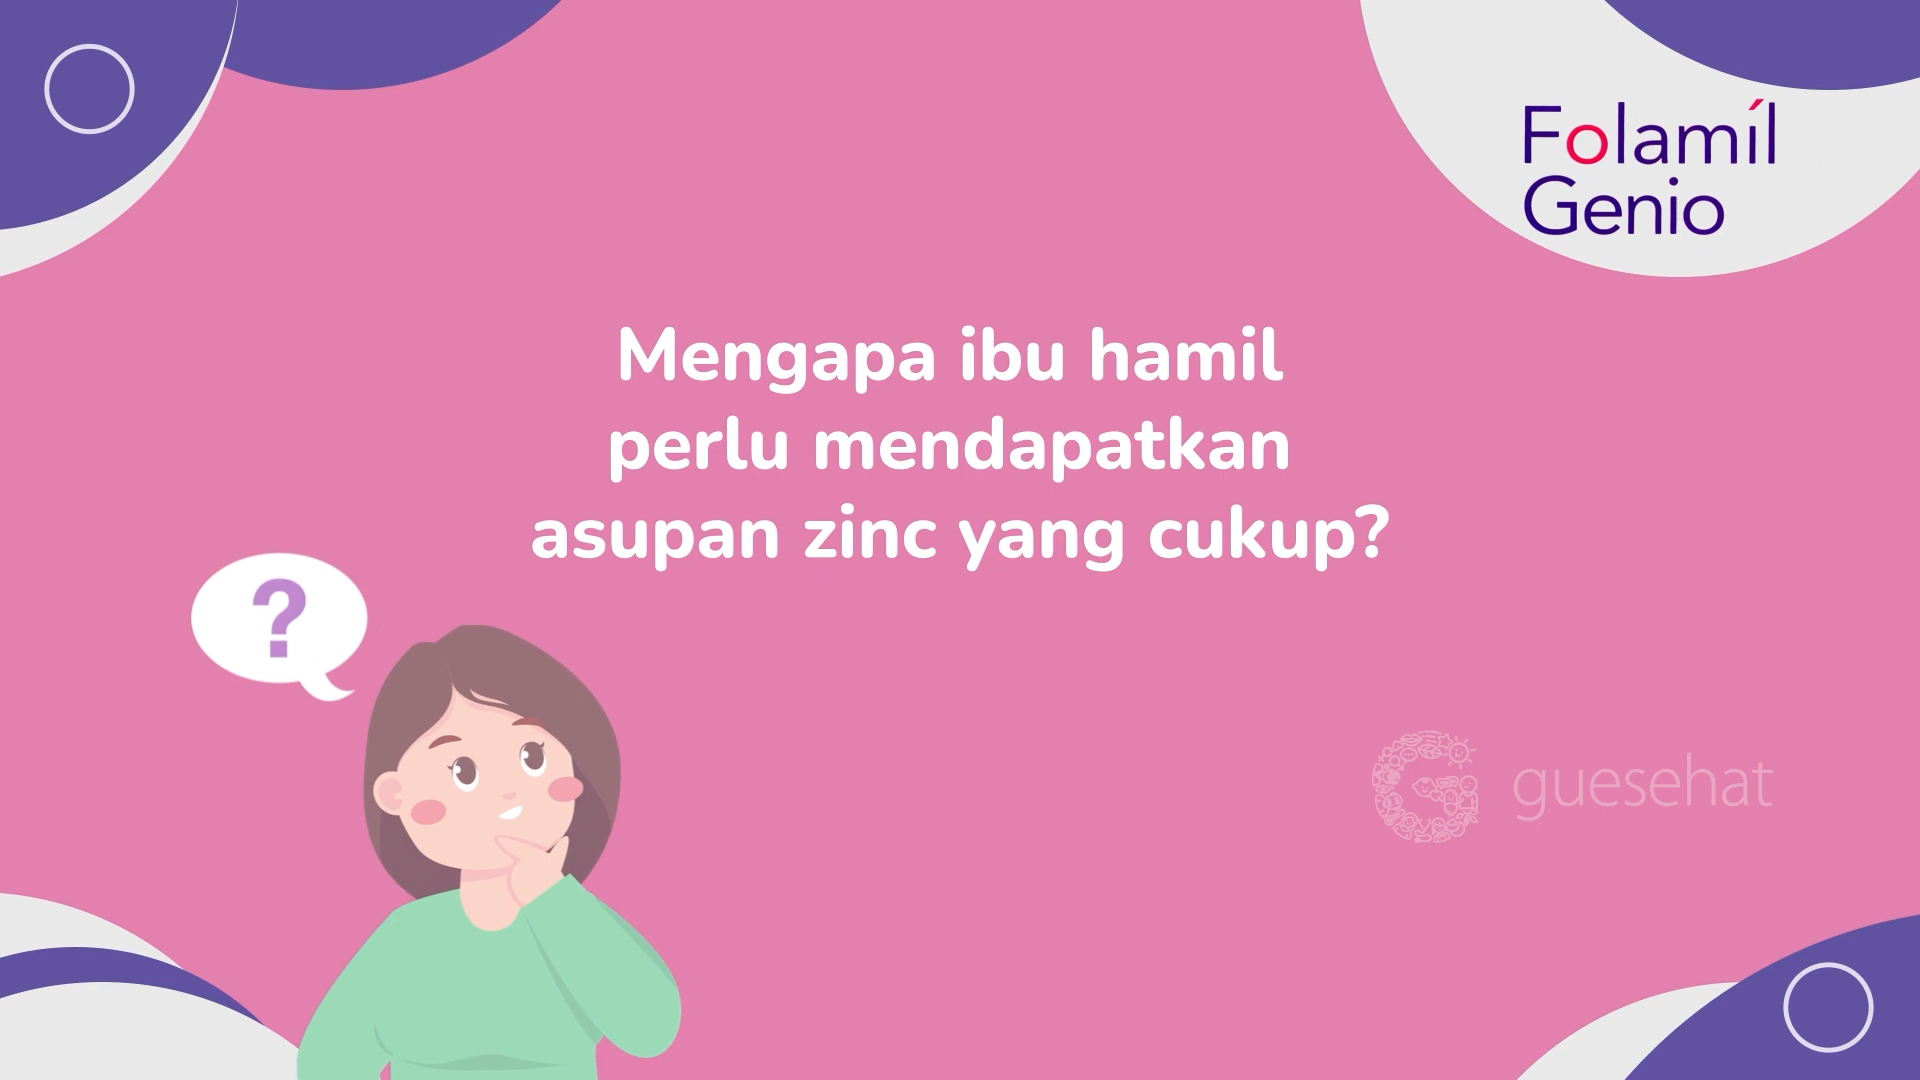 Folamíl
Genio
Mengapa ibu hamil
perlu mendapatkan
asupan zinc yang cukup?
?
guesehat